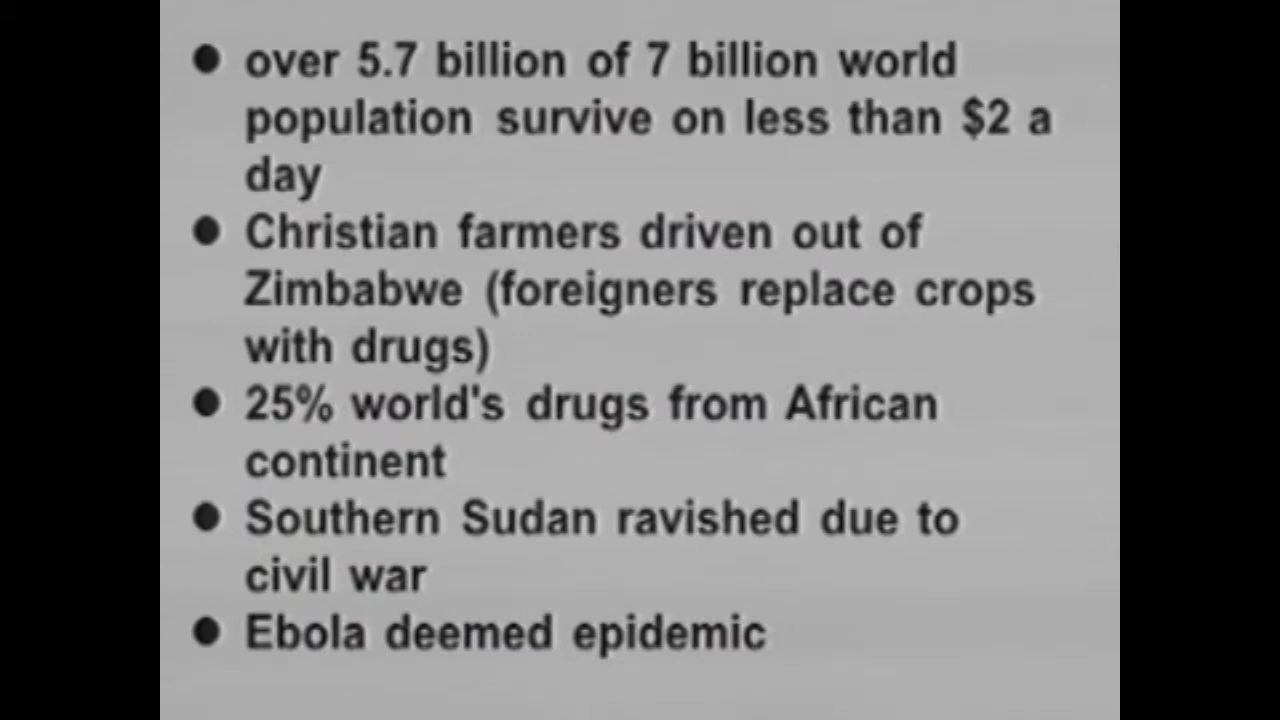 ● over 5.7 billion of 7 billion world
population survive on less than $2 a
day
● Christian farmers driven out of
Zimbabwe (foreigners replace crops
with drugs)
● 25% world's drugs from African
continent
● Southern Sudan ravished due to
civil war
● Ebola deemed epidemic